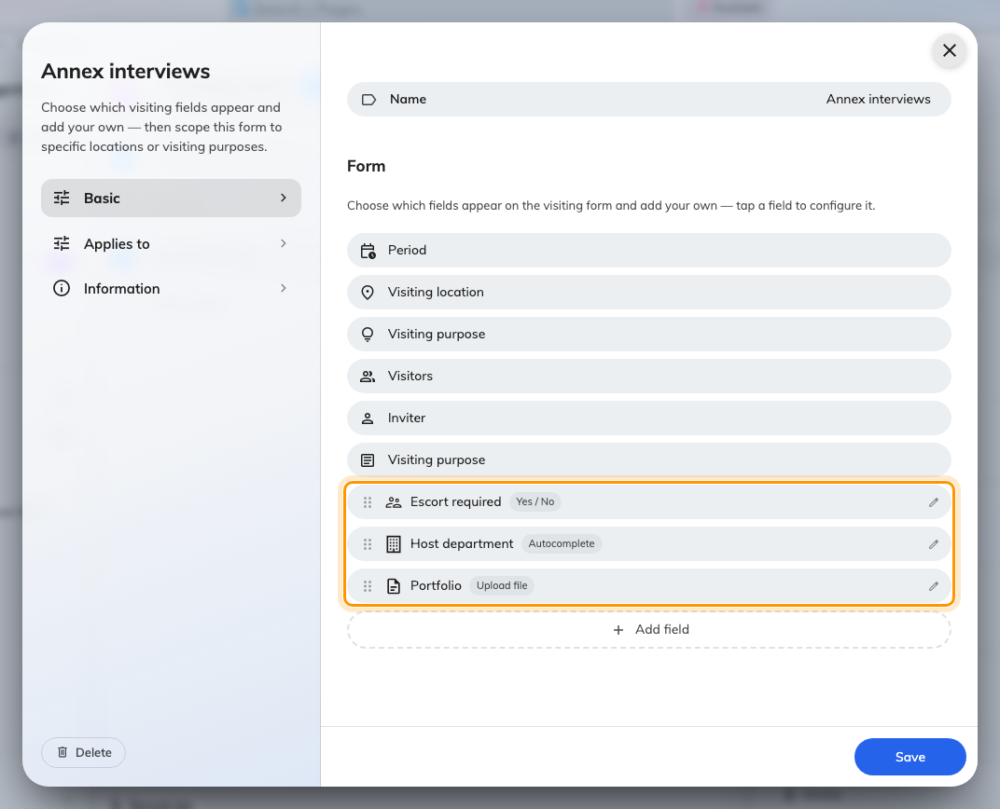 Annex interviews
Choose which visiting fields appear and
add your own — then scope this form to
specific locations or visiting purposes.
Basic
Applies to
Information
Delete
Name
Annex interviews
Form
Choose which fields appear on the visiting form and add your own — tap a field to configure it.
Period
Visiting location
Visiting purpose
Visitors
Inviter
Visiting purpose
Escort required Yes / No
Host department Autocomplete
Portfolio Upload file
Add field
Save